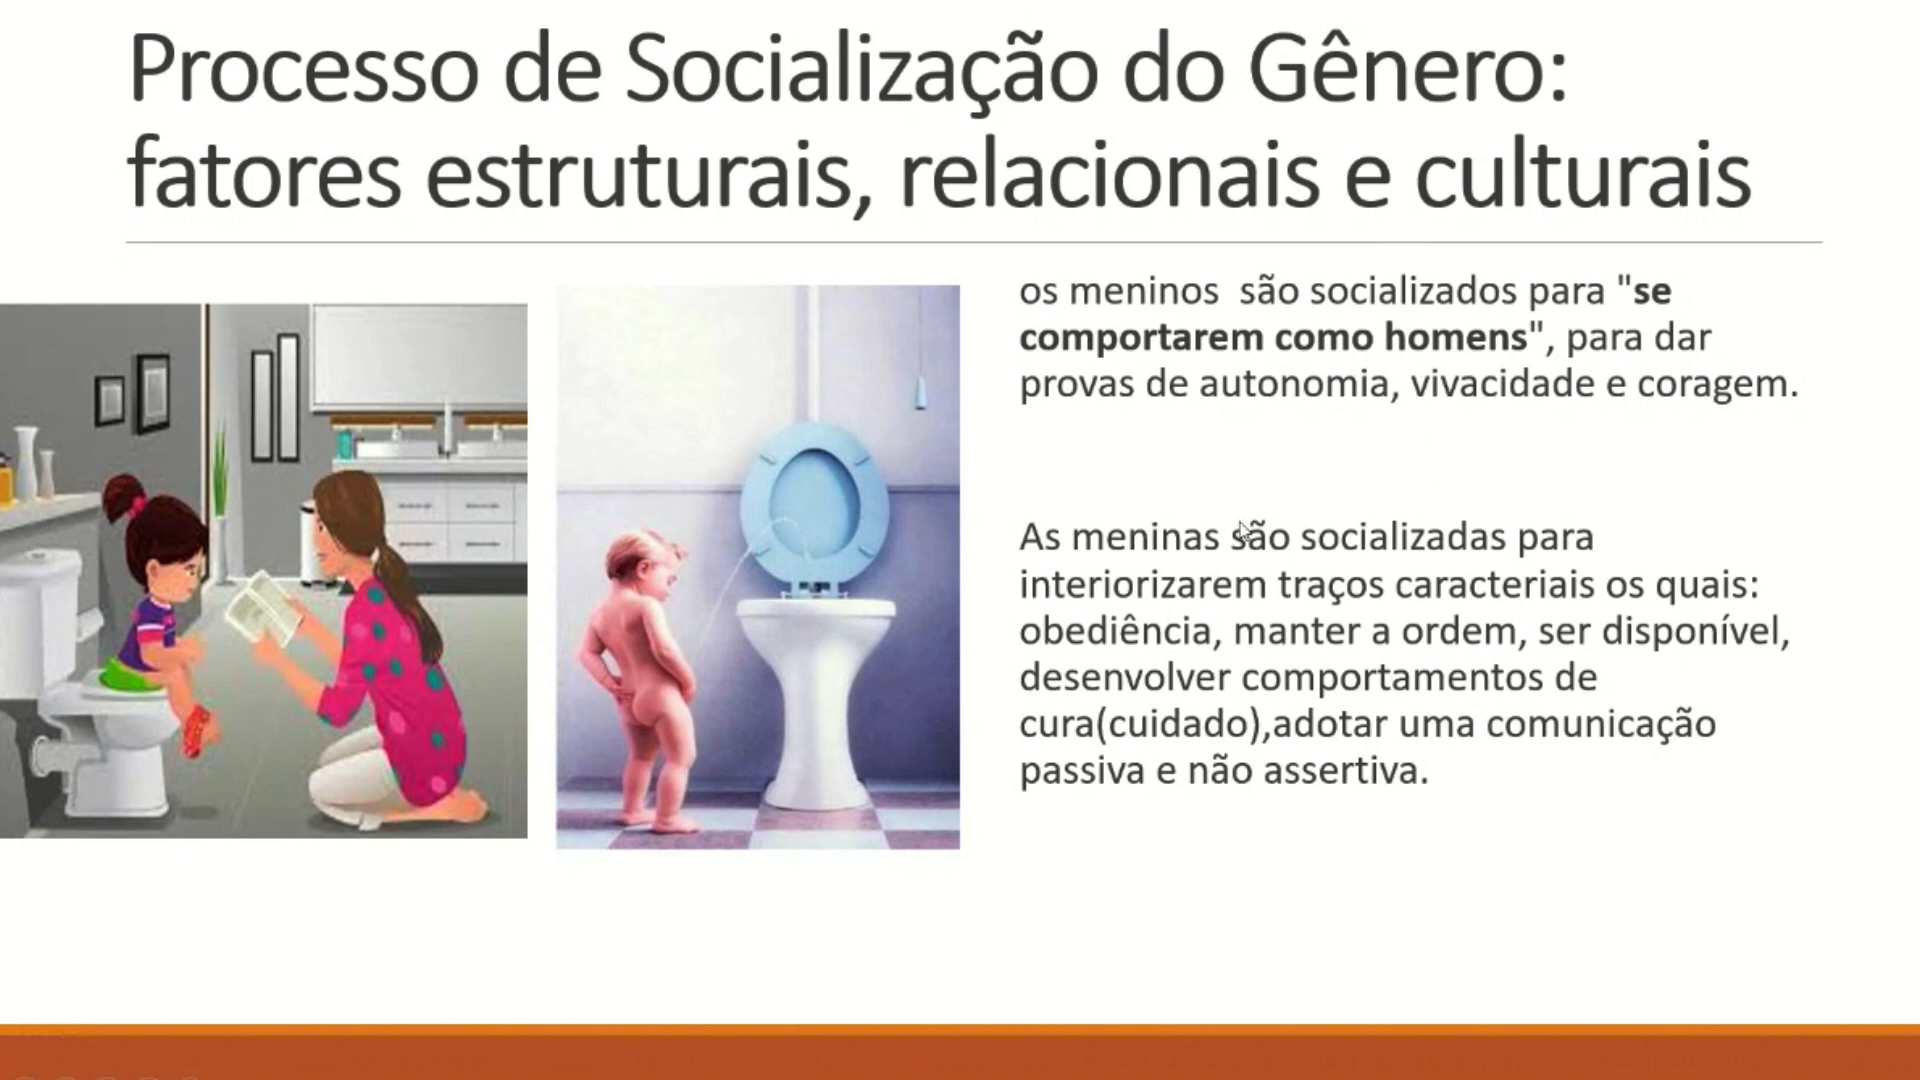 Processo de Socialização do Gênero:
fatores estruturais, relacionais e culturais
os meninos  são socializados para "se
comportarem como homens", para dar
provas de autonomia, vivacidade e coragem.
As meninas são socializadas para
interiorizarem traços caracteriais os quais:
obediência, manter a ordem, ser disponível,
desenvolver comportamentos de
cura(cuidado),adotar uma comunicação
passiva e não assertiva.